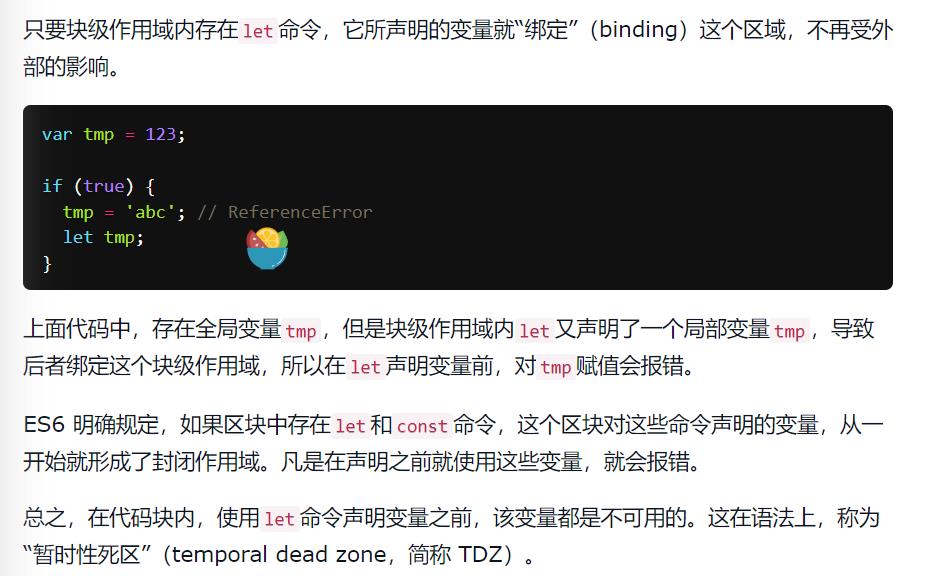 只要块级作用域内存在let命令，它所声明的变量就“绑定”（binding）这个区域，不再受外
部的影响。
var tmp = 123;
if (true) {
  tmp = 'abc'; // ReferenceError
  let tmp;
}
上面代码中，存在全局变量tmp，但是块级作用域内let又声明了一个局部变量tmp，导致
后者绑定这个块级作用域，所以在let声明变量前，对tmp赋值会报错。
ES6 明确规定，如果区块中存在let和const命令，这个区块对这些命令声明的变量，从一
开始就形成了封闭作用域。凡是在声明之前就使用这些变量，就会报错。
总之，在代码块内，使用let命令声明变量之前，该变量都是不可用的。这在语法上，称为
“暂时性死区”（temporal dead zone，简称 TDZ）。